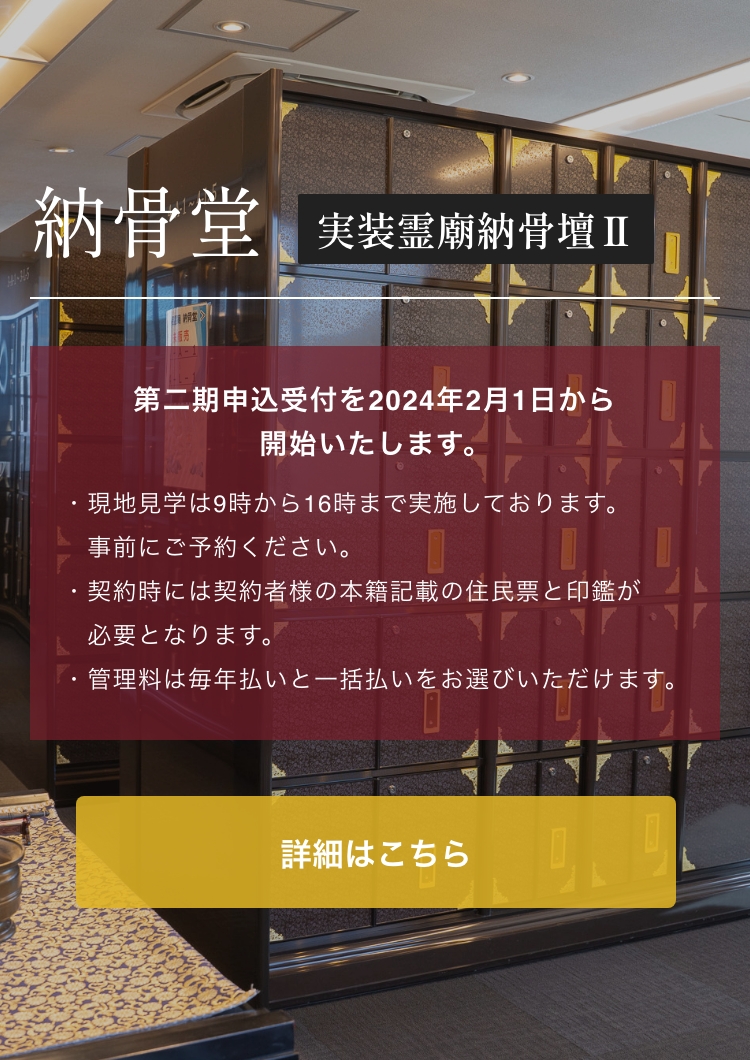 納骨堂
実装霊廟納骨壇Ⅱ
第二期申込受付を2024年2月1日から
開始いたします。
・現地見学は9時から16時まで実施しております。
事前にご予約ください。
・契約時には契約者様の本籍記載の住民票と印鑑が
必要となります。
・管理料は毎年払いと一括払いをお選びいただけます。
詳細はこちら